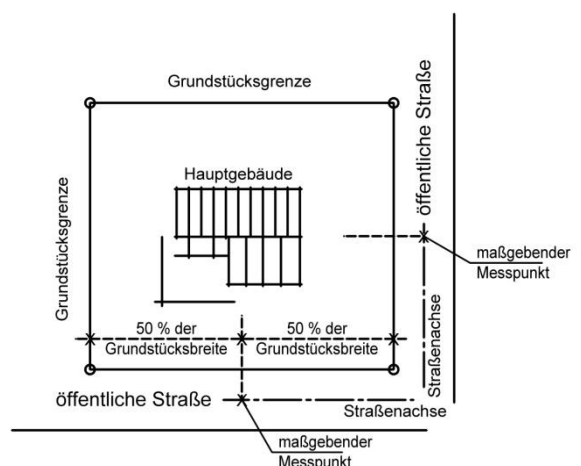 Grundstücksgrenze
öffentliche Straße
Hauptgebäude
Grundstücksgrenze
maßgebender
Messpunkt
50 % der
Grundstücksbreite
50 % der
Grundstücksbreite
Straßenachse
öffentliche Straße
Straßenachse
maßgebender
Messpunkt